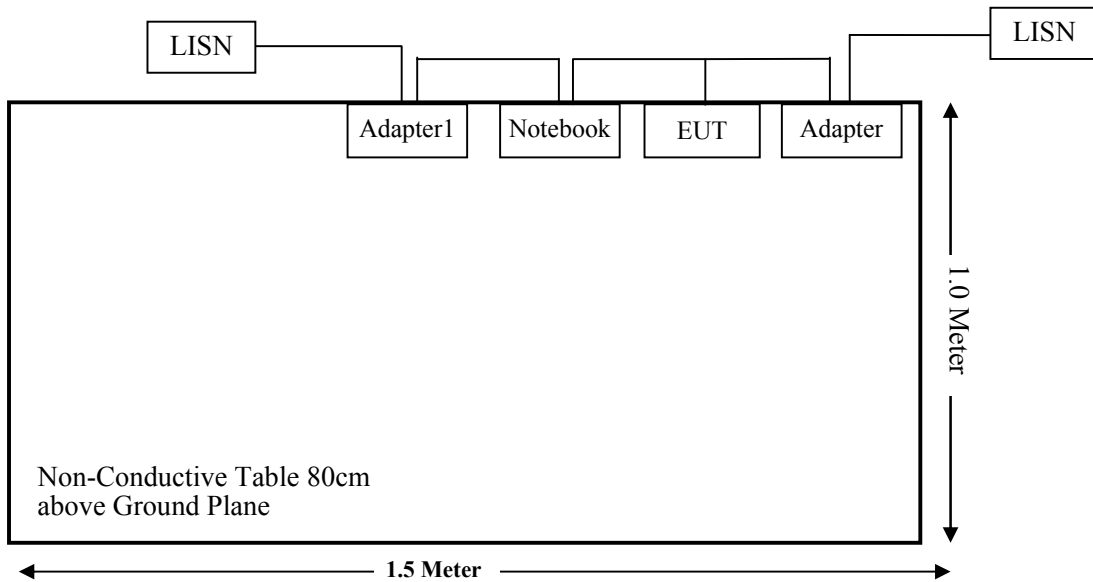 LISN
LISN
Adapter1
Notebook
EUT
Adapter
1.0 Meter
Non-Conductive Table 80cm
above Ground Plane
1.5 Meter